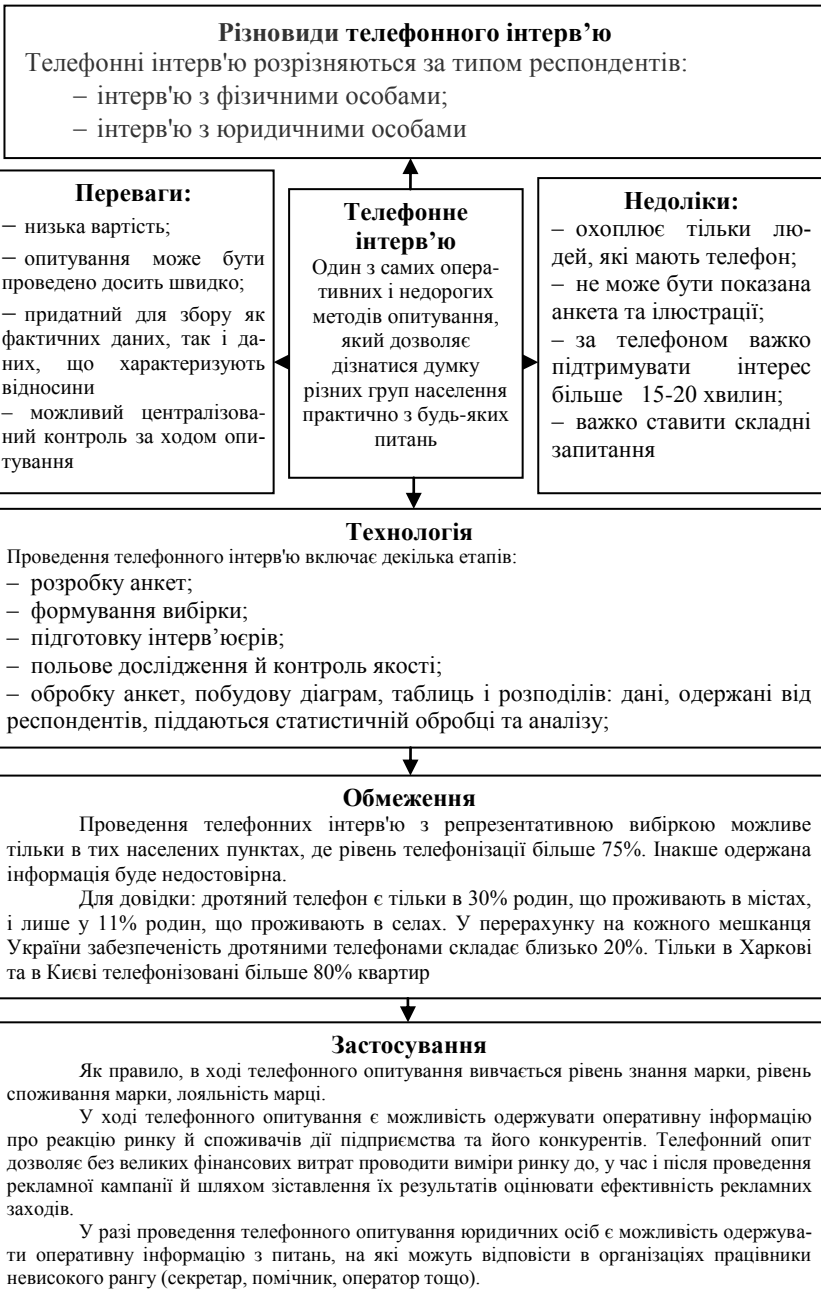 Різновиди телефонного інтерв’ю
Телефонні інтерв'ю розрізняються за типом респондентів:
– інтерв'ю з фізичними особами;
– інтерв'ю з юридичними особами
Переваги:
– низька вартість;
– опитування може бути
проведено досить швидко;
– придатний для збору як
фактичних даних, так і да-
них, що характеризують
відносини
– можливий централізова-
ний контроль за ходом опи-
тування
Телефонне
інтерв’ю
Один з самих опера-
тивних і недорогих
методів опитування,
який дозволяє
дізнатися думку
різних груп населення
практично з будь-яких
питань
Недоліки:
– охоплює тільки лю-
дей, які мають телефон;
– не може бути показана
анкета та ілюстрації;
– за телефоном важко
підтримувати інтерес
більше 15-20 хвилин;
– важко ставити складні
запитання
Технологія
Проведення телефонного інтерв'ю включає декілька етапів:
– розробку анкет;
– формування вибірки;
– підготовку інтерв’юєрів;
– польове дослідження й контроль якості;
– обробку анкет, побудову діаграм, таблиць і розподілів: дані, одержані від
респондентів, піддаються статистичній обробці та аналізу;
Обмеження
Проведення телефонних інтерв'ю з репрезентативною вибіркою можливе
тільки в тих населених пунктах, де рівень телефонізації більше 75%. Інакше одержана
інформація буде недостовірна.
Для довідки: дротяний телефон є тільки в 30% родин, що проживають в містах,
і лише у 11% родин, що проживають в селах. У перерахунку на кожного мешканця
України забезпеченість дротяними телефонами складає близько 20%. Тільки в Харкові
та в Києві телефонізовані більше 80% квартир
Застосування
Як правило, в ході телефонного опитування вивчається рівень знання марки, рівень
споживання марки, лояльність марці.
У ході телефонного опитування є можливість одержувати оперативну інформацію
про реакцію ринку й споживачів дії підприємства та його конкурентів. Телефонний опит
дозволяє без великих фінансових витрат проводити виміри ринку до, у час і після проведення
рекламної кампанії й шляхом зіставлення їх результатів оцінювати ефективність рекламних
заходів.
У разі проведення телефонного опитування юридичних осіб є можливість одержува-
ти оперативну інформацію з питань, на які можуть відповісти в організаціях працівники
невисокого рангу (секретар, помічник, оператор тощо).